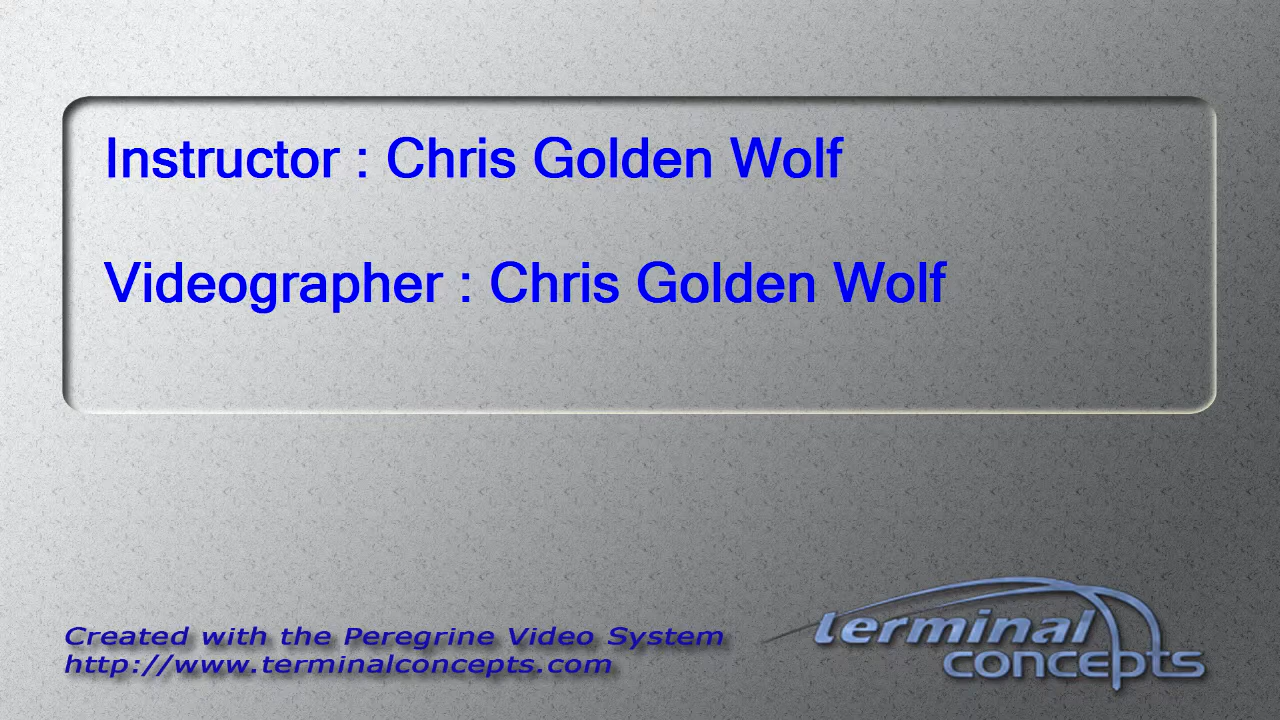 Instructor : Chris Golden Wolf
Videographer : Chris Golden Wolf
Created with the Peregrine Video System
http://www.terminalconcepts.com
terminal
concepts